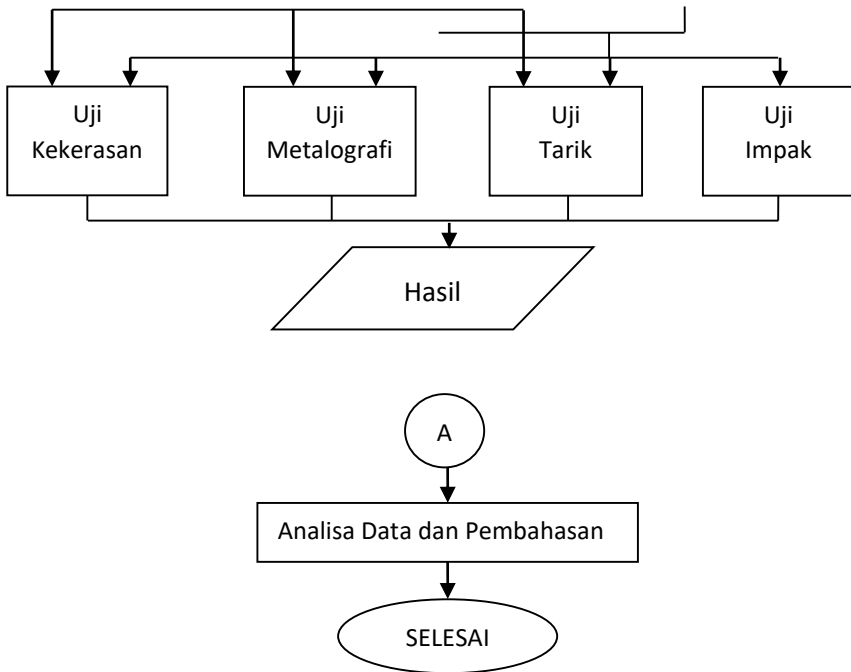 Uji
Kekerasan
Uji
Metalografi
Uji
Tarik
Uji
Impak
Hasil
A
Analisa Data dan Pembahasan
SELESAI